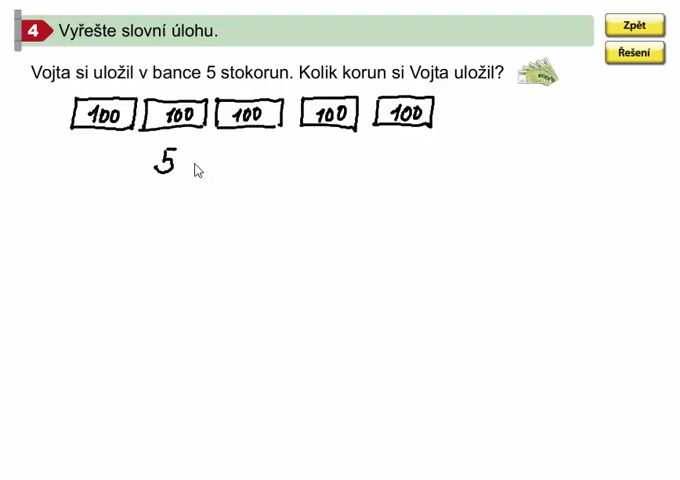 4 Vyřešte slovní úlohu.
Zpět
Řešení
Vojta si uložil v bance 5 stokorun. Kolik korun si Vojta uložil?
100 100 100 100 100
5